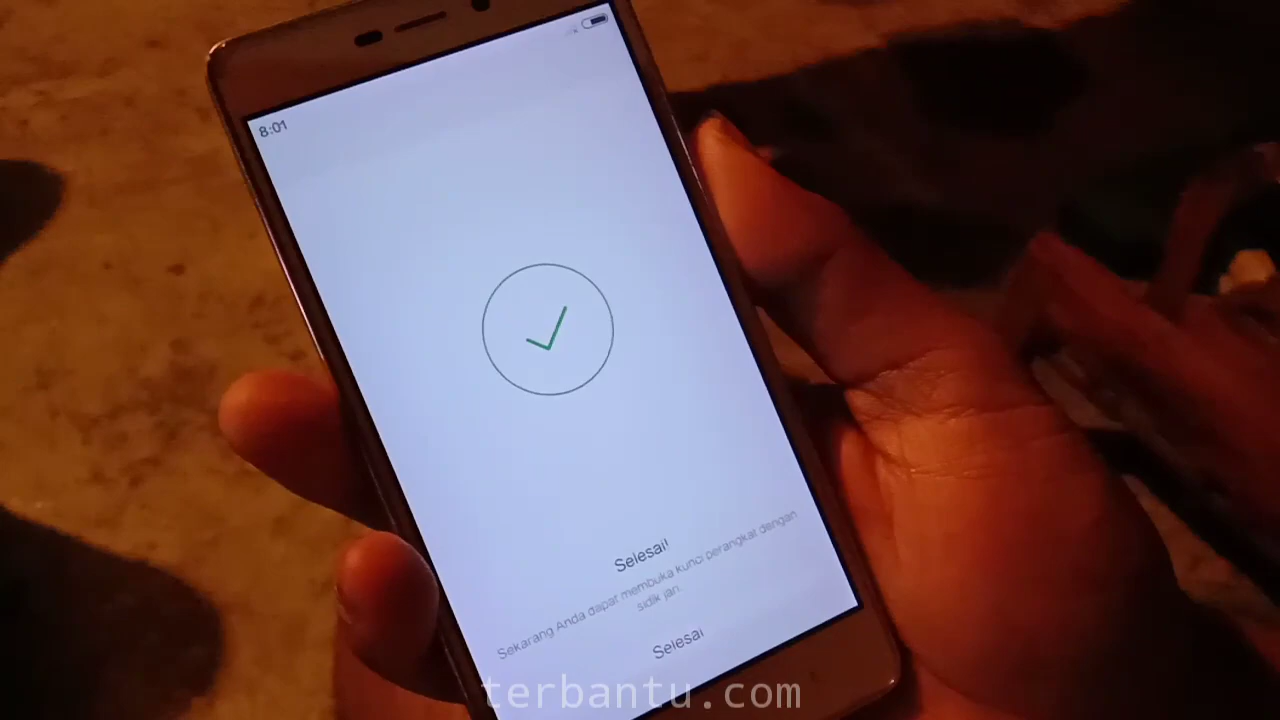 8:01
Selesai!
Sekarang Anda dapat membuka kunci perangkat dengan
sidik jari.
Selesai
terbantu.com